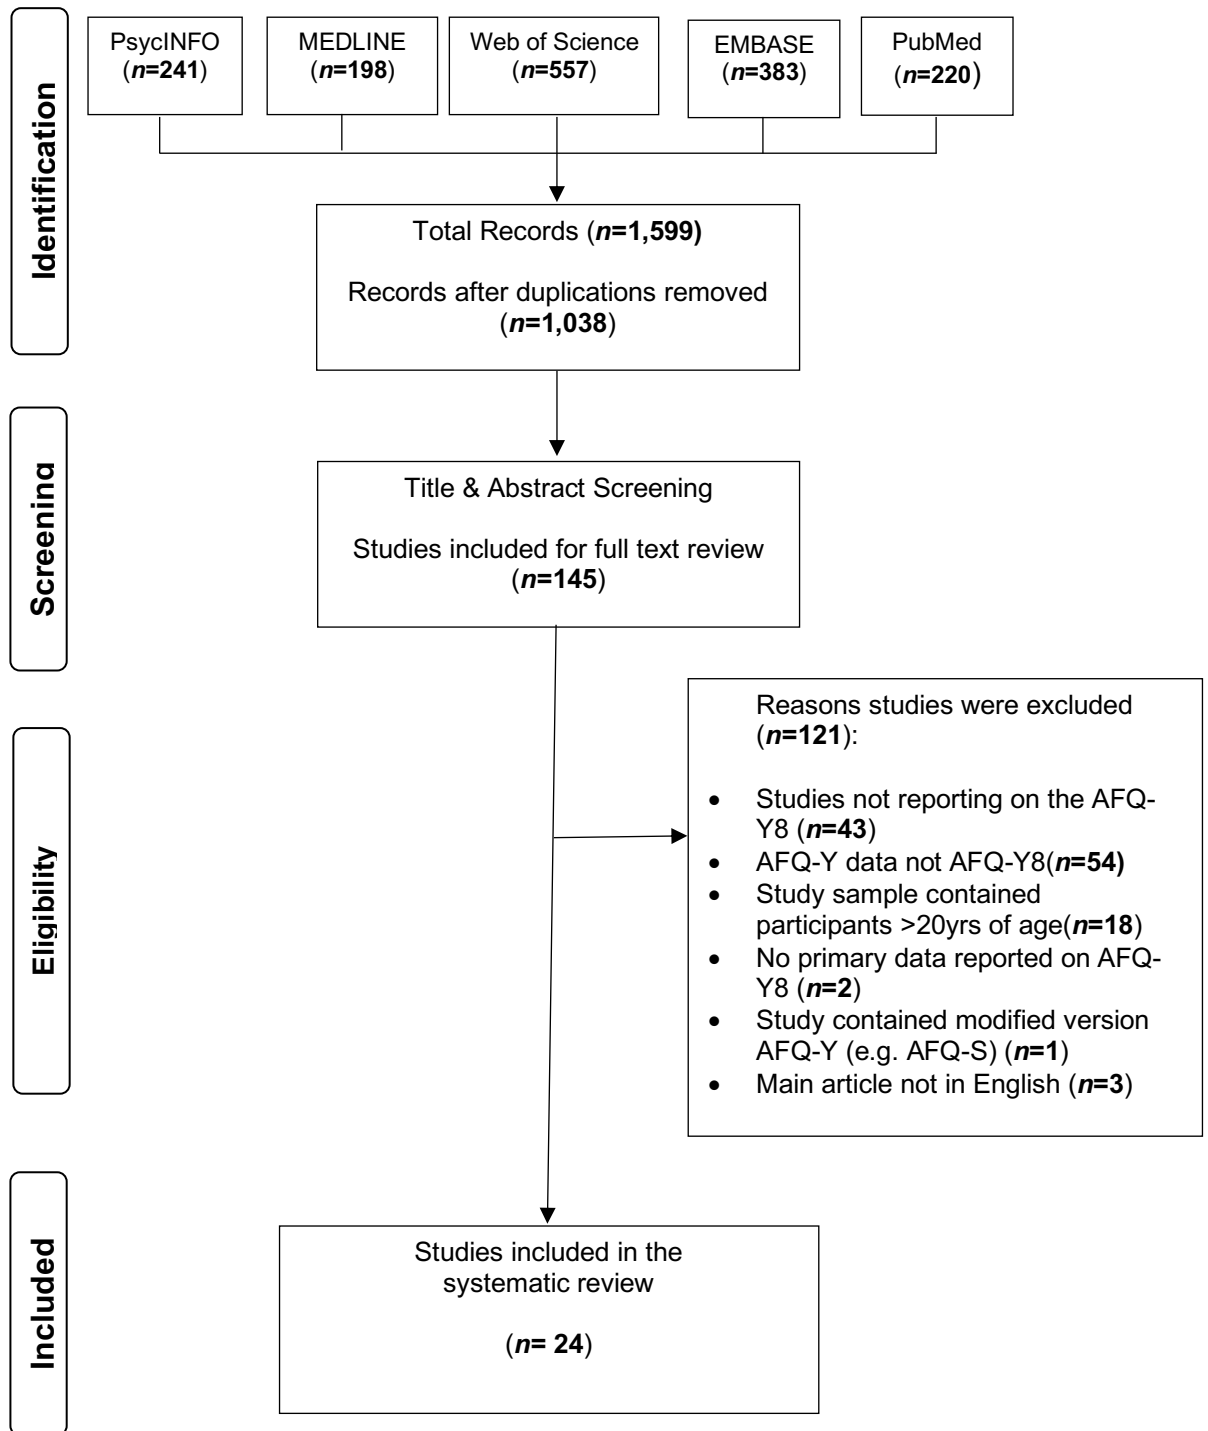 Identification
PsycINFO
(n=241)
MEDLINE
(n=198)
Web of Science
(n=557)
EMBASE
(n=383)
PubMed
(n=220)
Total Records (n=1,599)
Records after duplications removed
(n=1,038)
Screening
Title & Abstract Screening
Studies included for full text review
(n=145)
Eligibility
Reasons studies were excluded
(n=121):
• Studies not reporting on the AFQ-
Y8 (n=43)
• AFQ-Y data not AFQ-Y8(n=54)
• Study sample contained
participants >20yrs of age(n=18)
• No primary data reported on AFQ-
Y8 (n=2)
• Study contained modified version
AFQ-Y (e.g. AFQ-S) (n=1)
• Main article not in English (n=3)
Included
Studies included in the
systematic review
(n= 24)